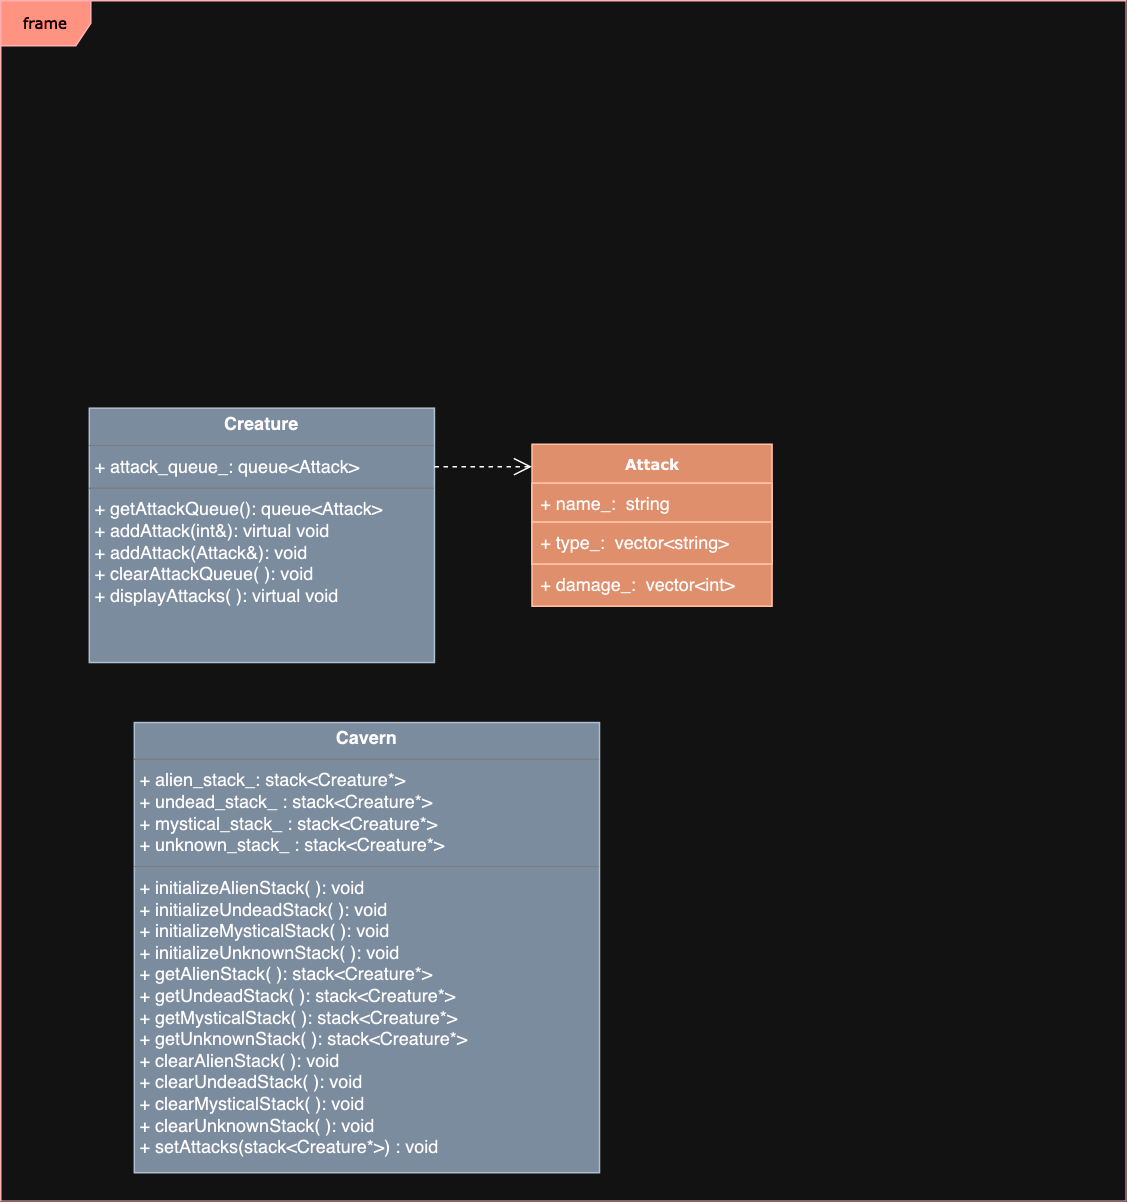 frame
Creature
+ attack_queue_: queue<Attack>
+ getAttackQueue(): queue<Attack>
+ addAttack(int&): virtual void
+ addAttack(Attack&): void
+ clearAttackQueue( ): void
+ displayAttacks( ): virtual void
Attack
+ name_:  string
+ type_:  vector<string>
+ damage_:  vector<int>
Cavern
+ alien_stack_: stack<Creature*>
+ undead_stack_ : stack<Creature*>
+ mystical_stack_ : stack<Creature*>
+ unknown_stack_ : stack<Creature*>
+ initializeAlienStack( ): void
+ initializeUndeadStack( ): void
+ initializeMysticalStack( ): void
+ initializeUnknownStack( ): void
+ getAlienStack( ): stack<Creature*>
+ getUndeadStack( ): stack<Creature*>
+ getMysticalStack( ): stack<Creature*>
+ getUnknownStack( ): stack<Creature*>
+ clearAlienStack( ): void
+ clearUndeadStack( ): void
+ clearMysticalStack( ): void
+ clearUnknownStack( ): void
+ setAttacks(stack<Creature*>) : void